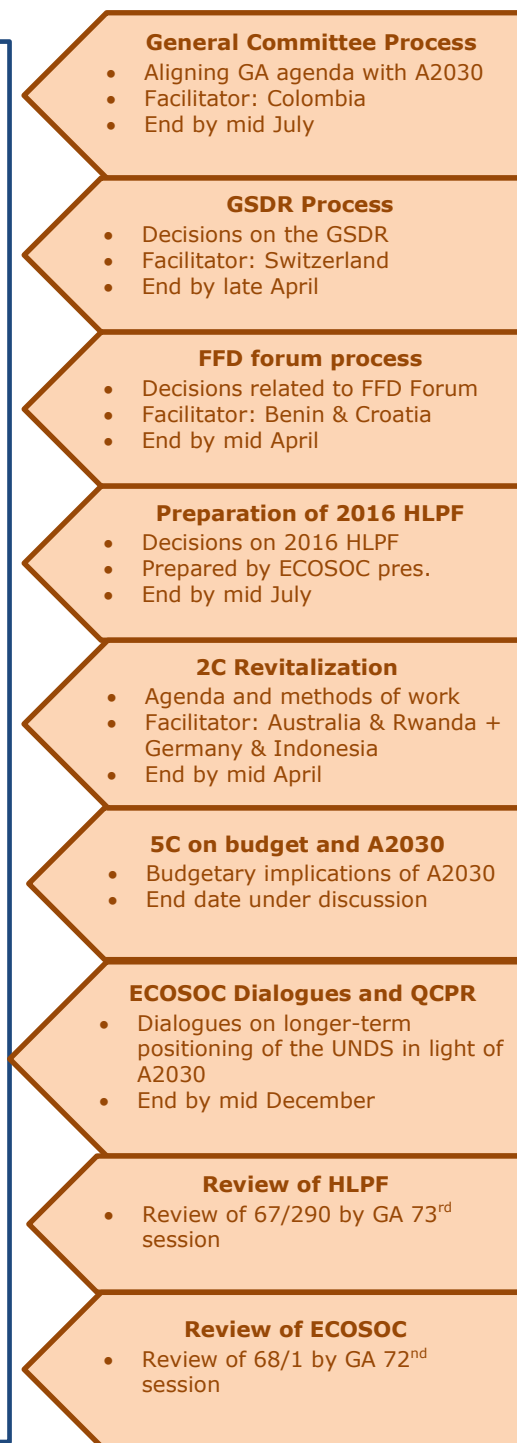 General Committee Process
• Aligning GA agenda with A2030
• Facilitator: Colombia
• End by mid July
GSDR Process
• Decisions on the GSDR
• Facilitator: Switzerland
• End by late April
FFD forum process
• Decisions related to FFD Forum
• Facilitator: Benin & Croatia
• End by mid April
Preparation of 2016 HLPF
• Decisions on 2016 HLPF
• Prepared by ECOSOC pres.
• End by mid July
2C Revitalization
• Agenda and methods of work
• Facilitator: Australia & Rwanda +
Germany & Indonesia
• End by mid April
5C on budget and A2030
• Budgetary implications of A2030
• End date under discussion
ECOSOC Dialogues and QCPR
• Dialogues on longer-term
positioning of the UNDS in light of
A2030
• End by mid December
Review of HLPF
• Review of 67/290 by GA 73rd
session
Review of ECOSOC
• Review of 68/1 by GA 72nd
session